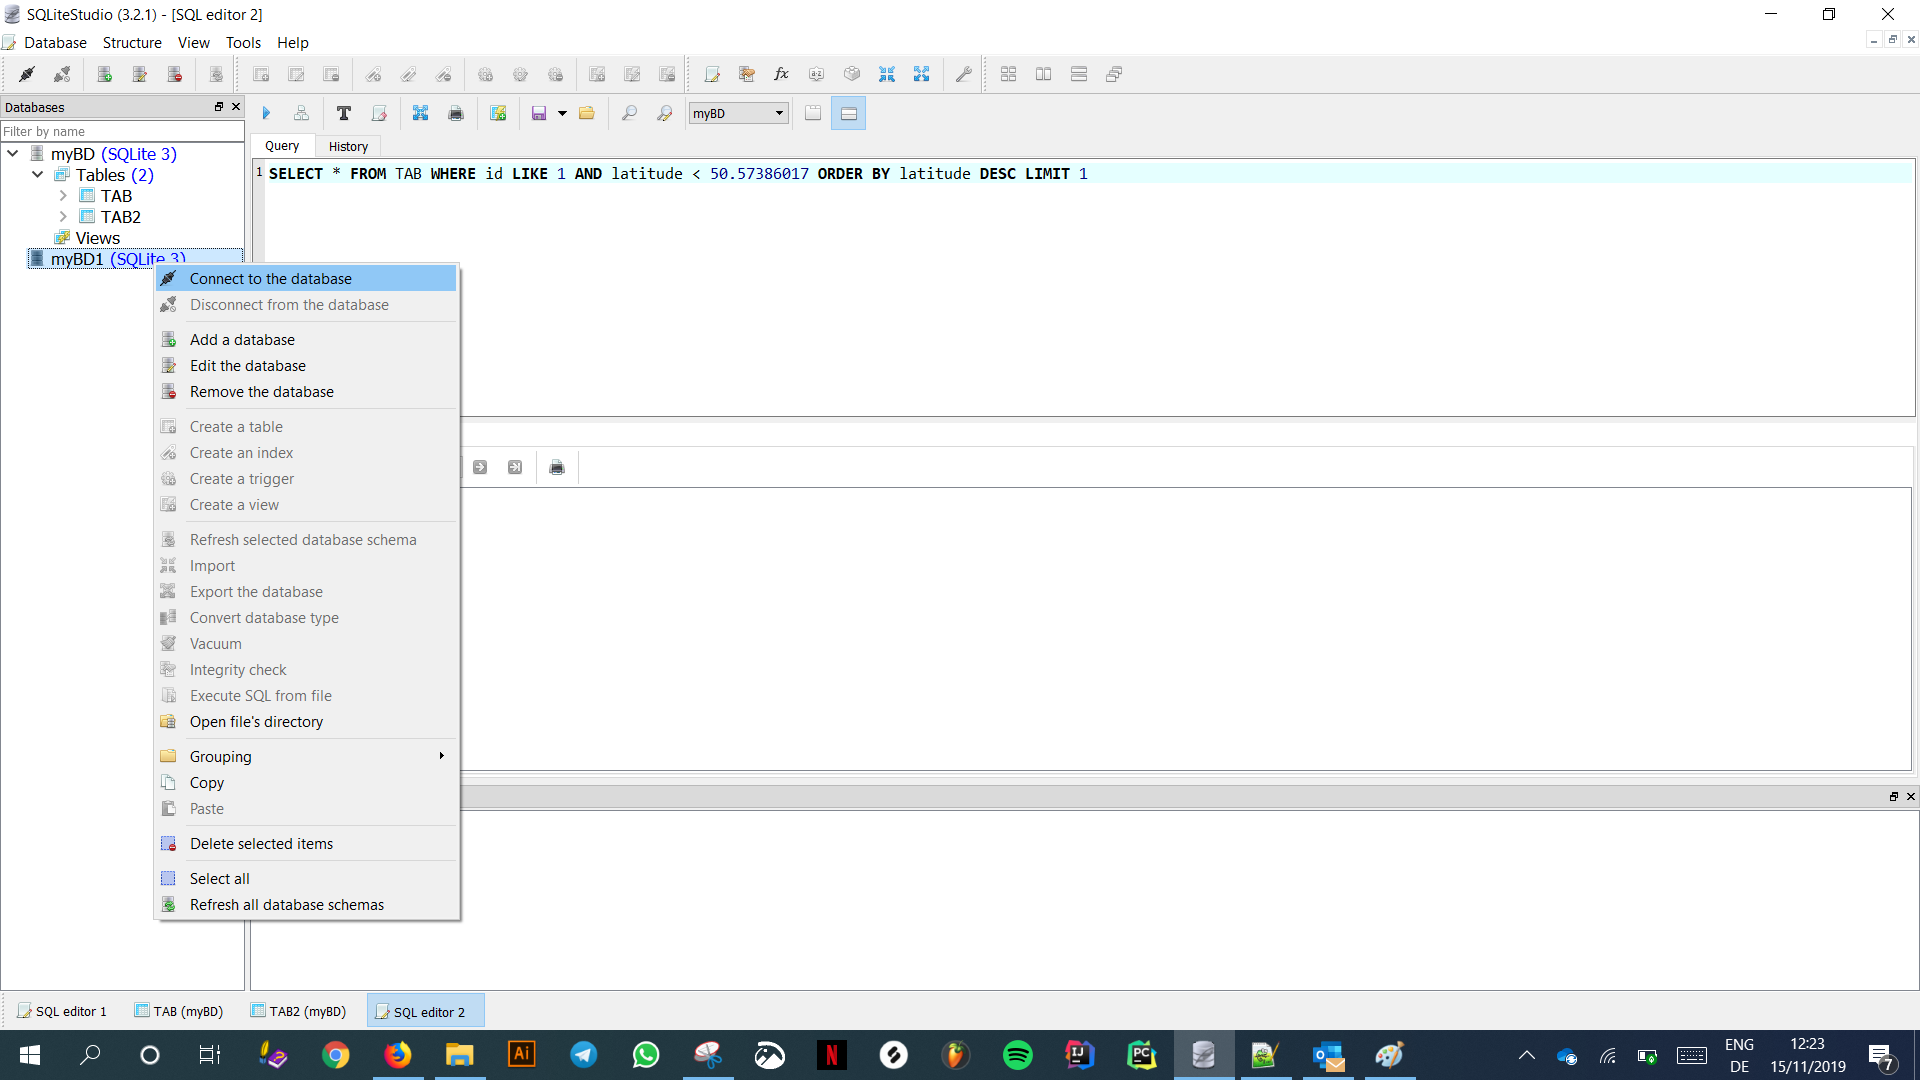 SQLiteStudio (3.2.1) - [SQL editor 2]
Database Structure View Tools Help
Databases
Filter by name
myBD
Query History
myBD (SQLite 3)
Tables (2)
TAB
TAB2
Views
myBD1 (SQLite 3)
1 SELECT * FROM TAB WHERE id LIKE 1 AND latitude < 50.57386017 ORDER BY latitude DESC LIMIT 1
Connect to the database
Disconnect from the database
Add a database
Edit the database
Remove the database
Create a table
Create an index
Create a trigger
Create a view
Refresh selected database schema
Import
Export the database
Convert database type
Vacuum
Integrity check
Execute SQL from file
Open file's directory
Grouping
Copy
Paste
Delete selected items
Select all
Refresh all database schemas
SQL editor 1 TAB (myBD) TAB2 (myBD) SQL editor 2
ENG 12:23
DE 15/11/2019 7